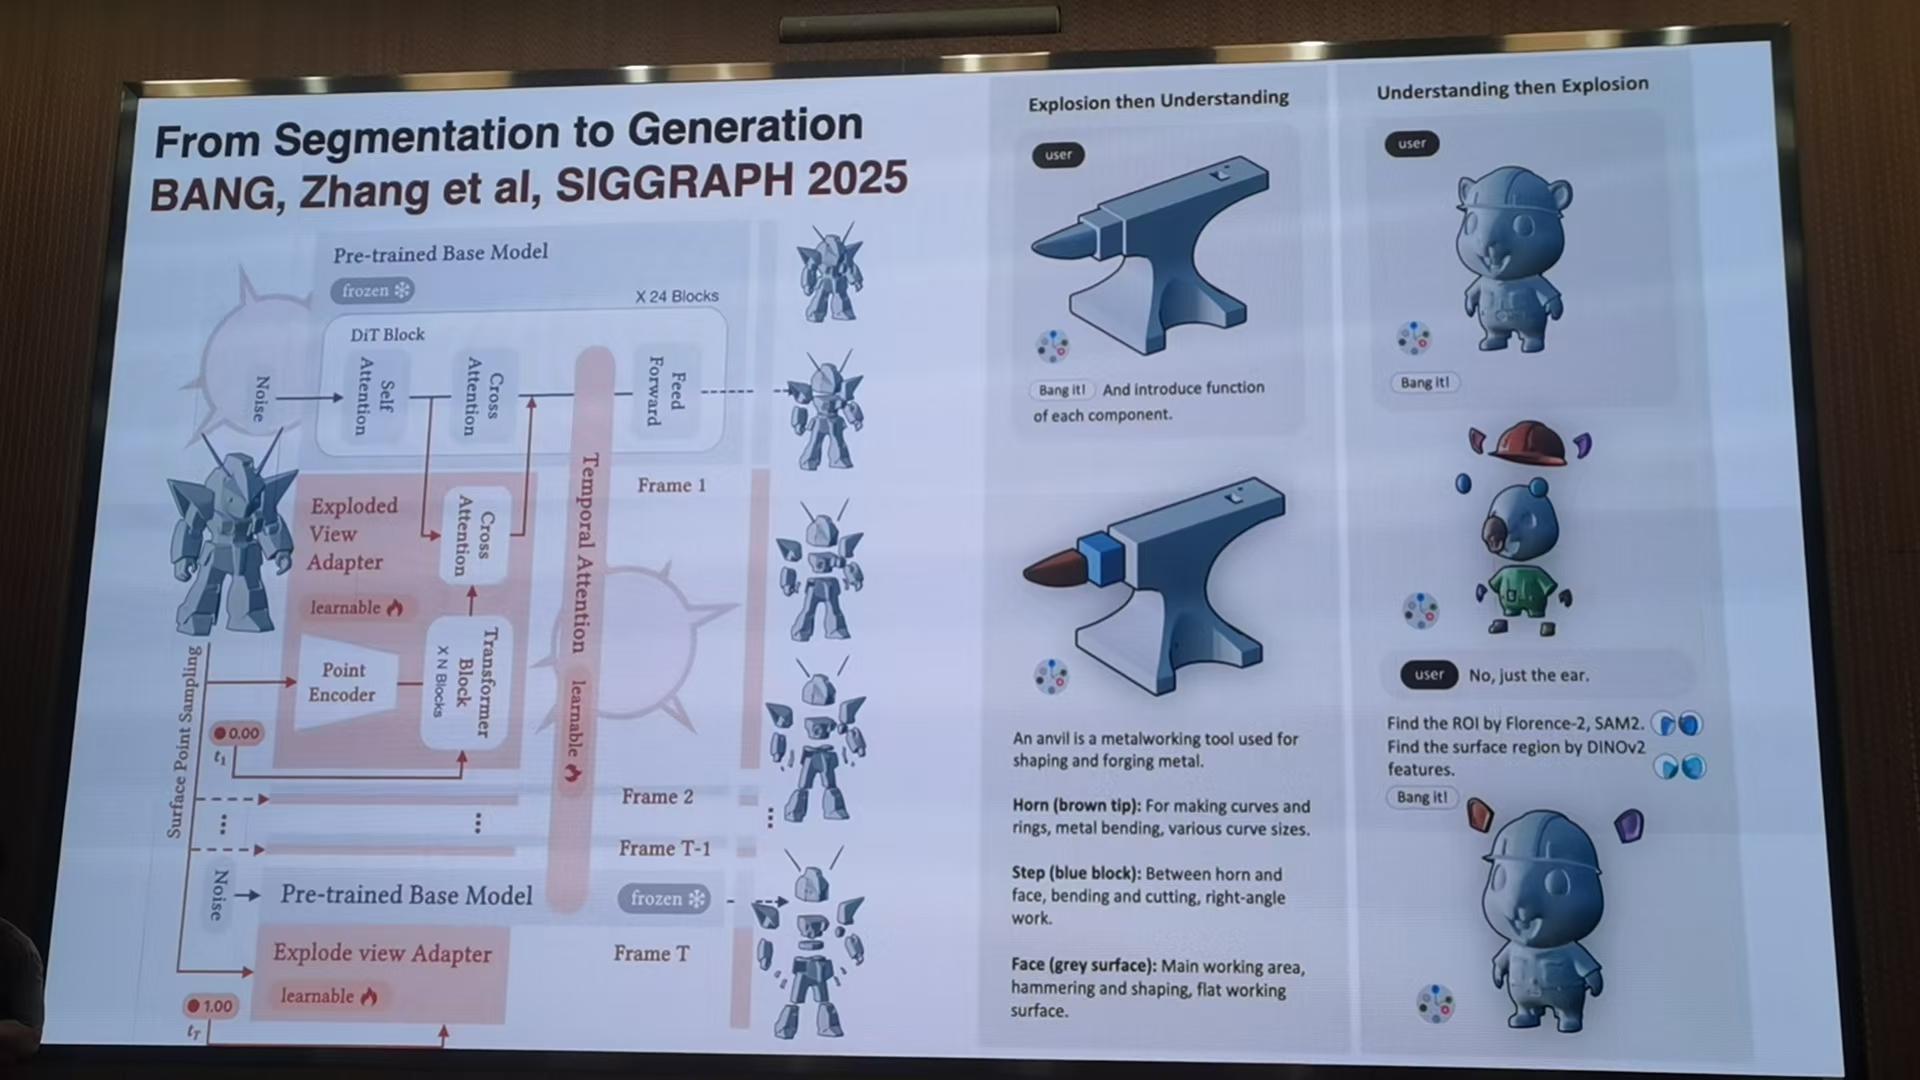 From Segmentation to Generation
BANG, Zhang et al, SIGGRAPH 2025
Pre-trained Base Model
frozen
X 24 Blocks
DiT Block
Noise
Self
Attention
Cross
Attention
Feed
Forward
Exploded
View
Adapter
learnable
Cross
Attention
Temporal Attention
learnable
Frame 1
Point
Encoder
Transformer
Block
X N Blocks
Surface Point Sampling
0.00
t1
Frame 2
...
...
...
Frame T-1
Noise
Pre-trained Base Model
frozen
Explode view Adapter
learnable
Frame T
1.00
tT
Explosion then Understanding
user
Bang it! And introduce function
of each component.
An anvil is a metalworking tool used for
shaping and forging metal.
Horn (brown tip): For making curves and
rings, metal bending, various curve sizes.
Step (blue block): Between horn and
face, bending and cutting, right-angle
work.
Face (grey surface): Main working area,
hammering and shaping, flat working
surface.
Understanding then Explosion
user
Bang it!
user No, just the ear.
Find the ROI by Florence-2, SAM2.
Find the surface region by DINOv2
features.
Bang it!